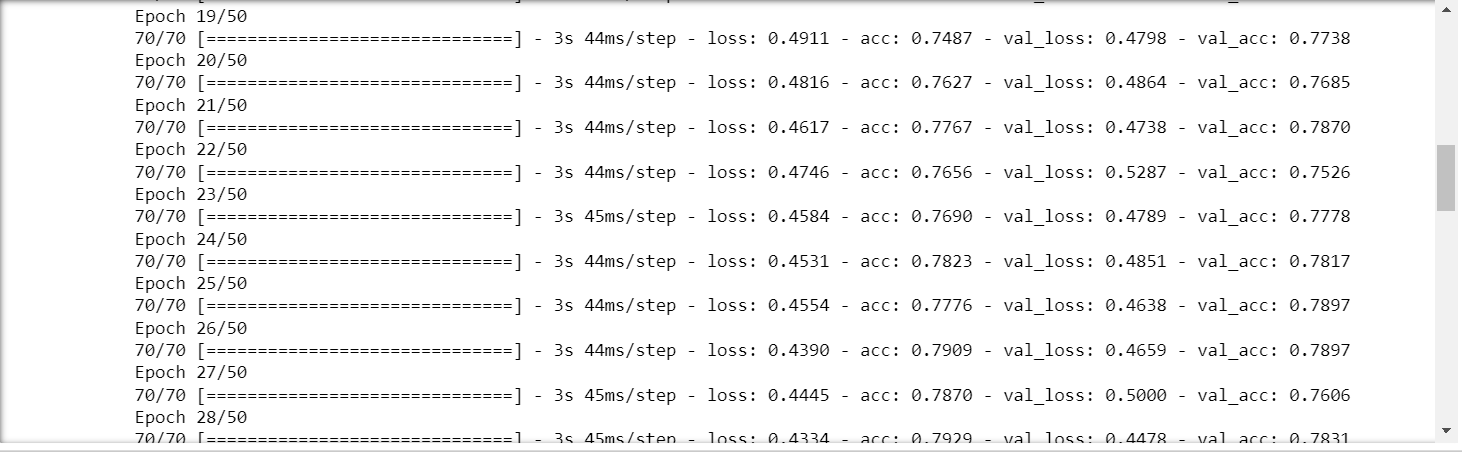 Epoch 19/50
70/70 [==============================] - 3s 44ms/step - loss: 0.4911 - acc: 0.7487 - val_loss: 0.4798 - val_acc: 0.7738
Epoch 20/50
70/70 [==============================] - 3s 44ms/step - loss: 0.4816 - acc: 0.7627 - val_loss: 0.4864 - val_acc: 0.7685
Epoch 21/50
70/70 [==============================] - 3s 44ms/step - loss: 0.4617 - acc: 0.7767 - val_loss: 0.4738 - val_acc: 0.7870
Epoch 22/50
70/70 [==============================] - 3s 44ms/step - loss: 0.4746 - acc: 0.7656 - val_loss: 0.5287 - val_acc: 0.7526
Epoch 23/50
70/70 [==============================] - 3s 45ms/step - loss: 0.4584 - acc: 0.7690 - val_loss: 0.4789 - val_acc: 0.7778
Epoch 24/50
70/70 [==============================] - 3s 44ms/step - loss: 0.4531 - acc: 0.7823 - val_loss: 0.4851 - val_acc: 0.7817
Epoch 25/50
70/70 [==============================] - 3s 44ms/step - loss: 0.4554 - acc: 0.7776 - val_loss: 0.4638 - val_acc: 0.7897
Epoch 26/50
70/70 [==============================] - 3s 44ms/step - loss: 0.4390 - acc: 0.7909 - val_loss: 0.4659 - val_acc: 0.7897
Epoch 27/50
70/70 [==============================] - 3s 45ms/step - loss: 0.4445 - acc: 0.7870 - val_loss: 0.5000 - val_acc: 0.7606
Epoch 28/50
70/70 [==============================] - 3s 45ms/step - loss: 0.4334 - acc: 0.7929 - val_loss: 0.4478 - val_acc: 0.7831